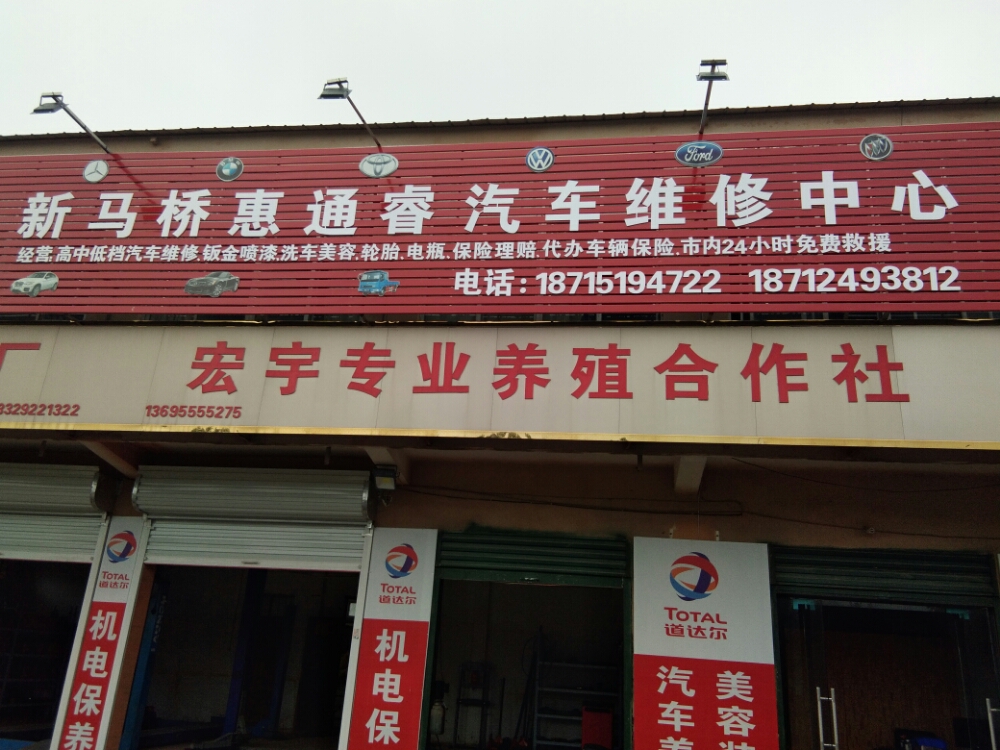 Ford
新马桥惠通睿汽车维修中心
经营:高中低档汽车维修.钣金喷漆.洗车美容.轮胎.电瓶.保险理赔.代办车辆保险.市内24小时免费救援
电话:18715194722 18712493812
厂 宏宇专业养殖合作社
3329221322 13695555275
TOTAL
道达尔
机电保养
TOTAL
道达尔
机电保
TOTAL
道达尔
汽车
美容